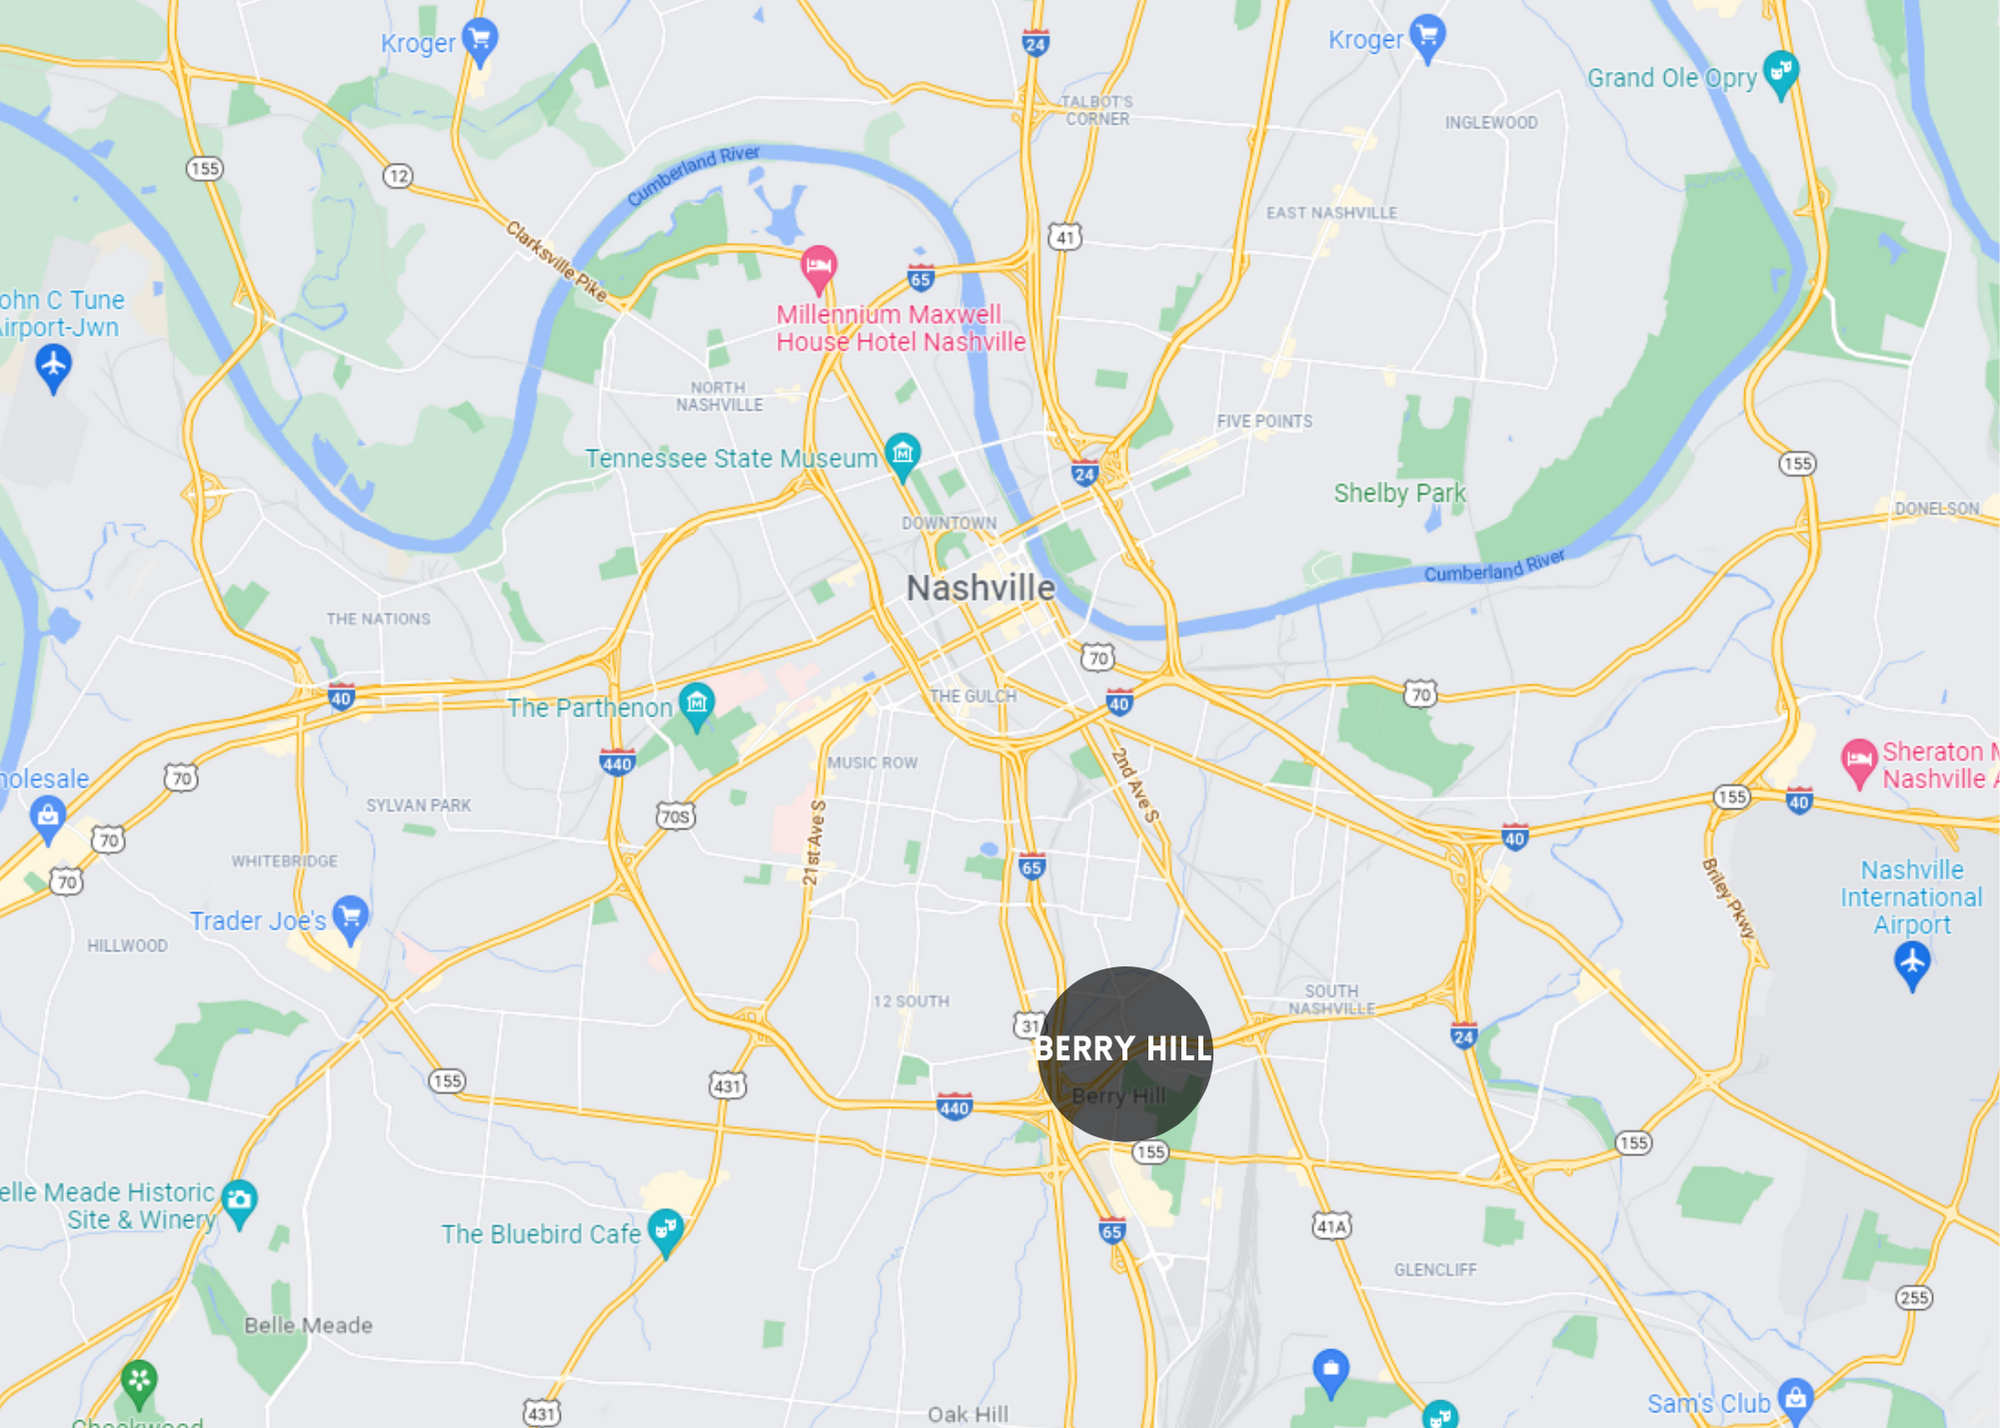 Kroger
24
Kroger
Grand Ole Opry
TALBOT'S
CORNER
INGLEWOOD
155
12
Cumberland River
EAST NASHVILLE
41
Clarksville Pike
65
ohn C Tune
Airport-Jwn
Millennium Maxwell
House Hotel Nashville
NORTH
NASHVILLE
FIVE POINTS
Tennessee State Museum
24
155
Shelby Park
DOWNTOWN
DONELSON
Cumberland River
Nashville
THE NATIONS
70
40
THE GULCH
40
70
The Parthenon
440
MUSIC ROW
2nd Ave S
Sheraton M
Nashville A
70
holesale
SYLVAN PARK
70S
155
40
70
21st Ave S
40
WHITEBRIDGE
65
70
Briley Pkwy
Nashville
International
Airport
Trader Joe's
HILLWOOD
12 SOUTH
SOUTH
NASHVILLE
31
24
BERRY HILL
155
431
Berry Hill
440
155
155
elle Meade Historic
Site & Winery
The Bluebird Cafe
65
41A
GLENCLIFF
255
Belle Meade
Sam's Club
431
Oak Hill
Cheekwood